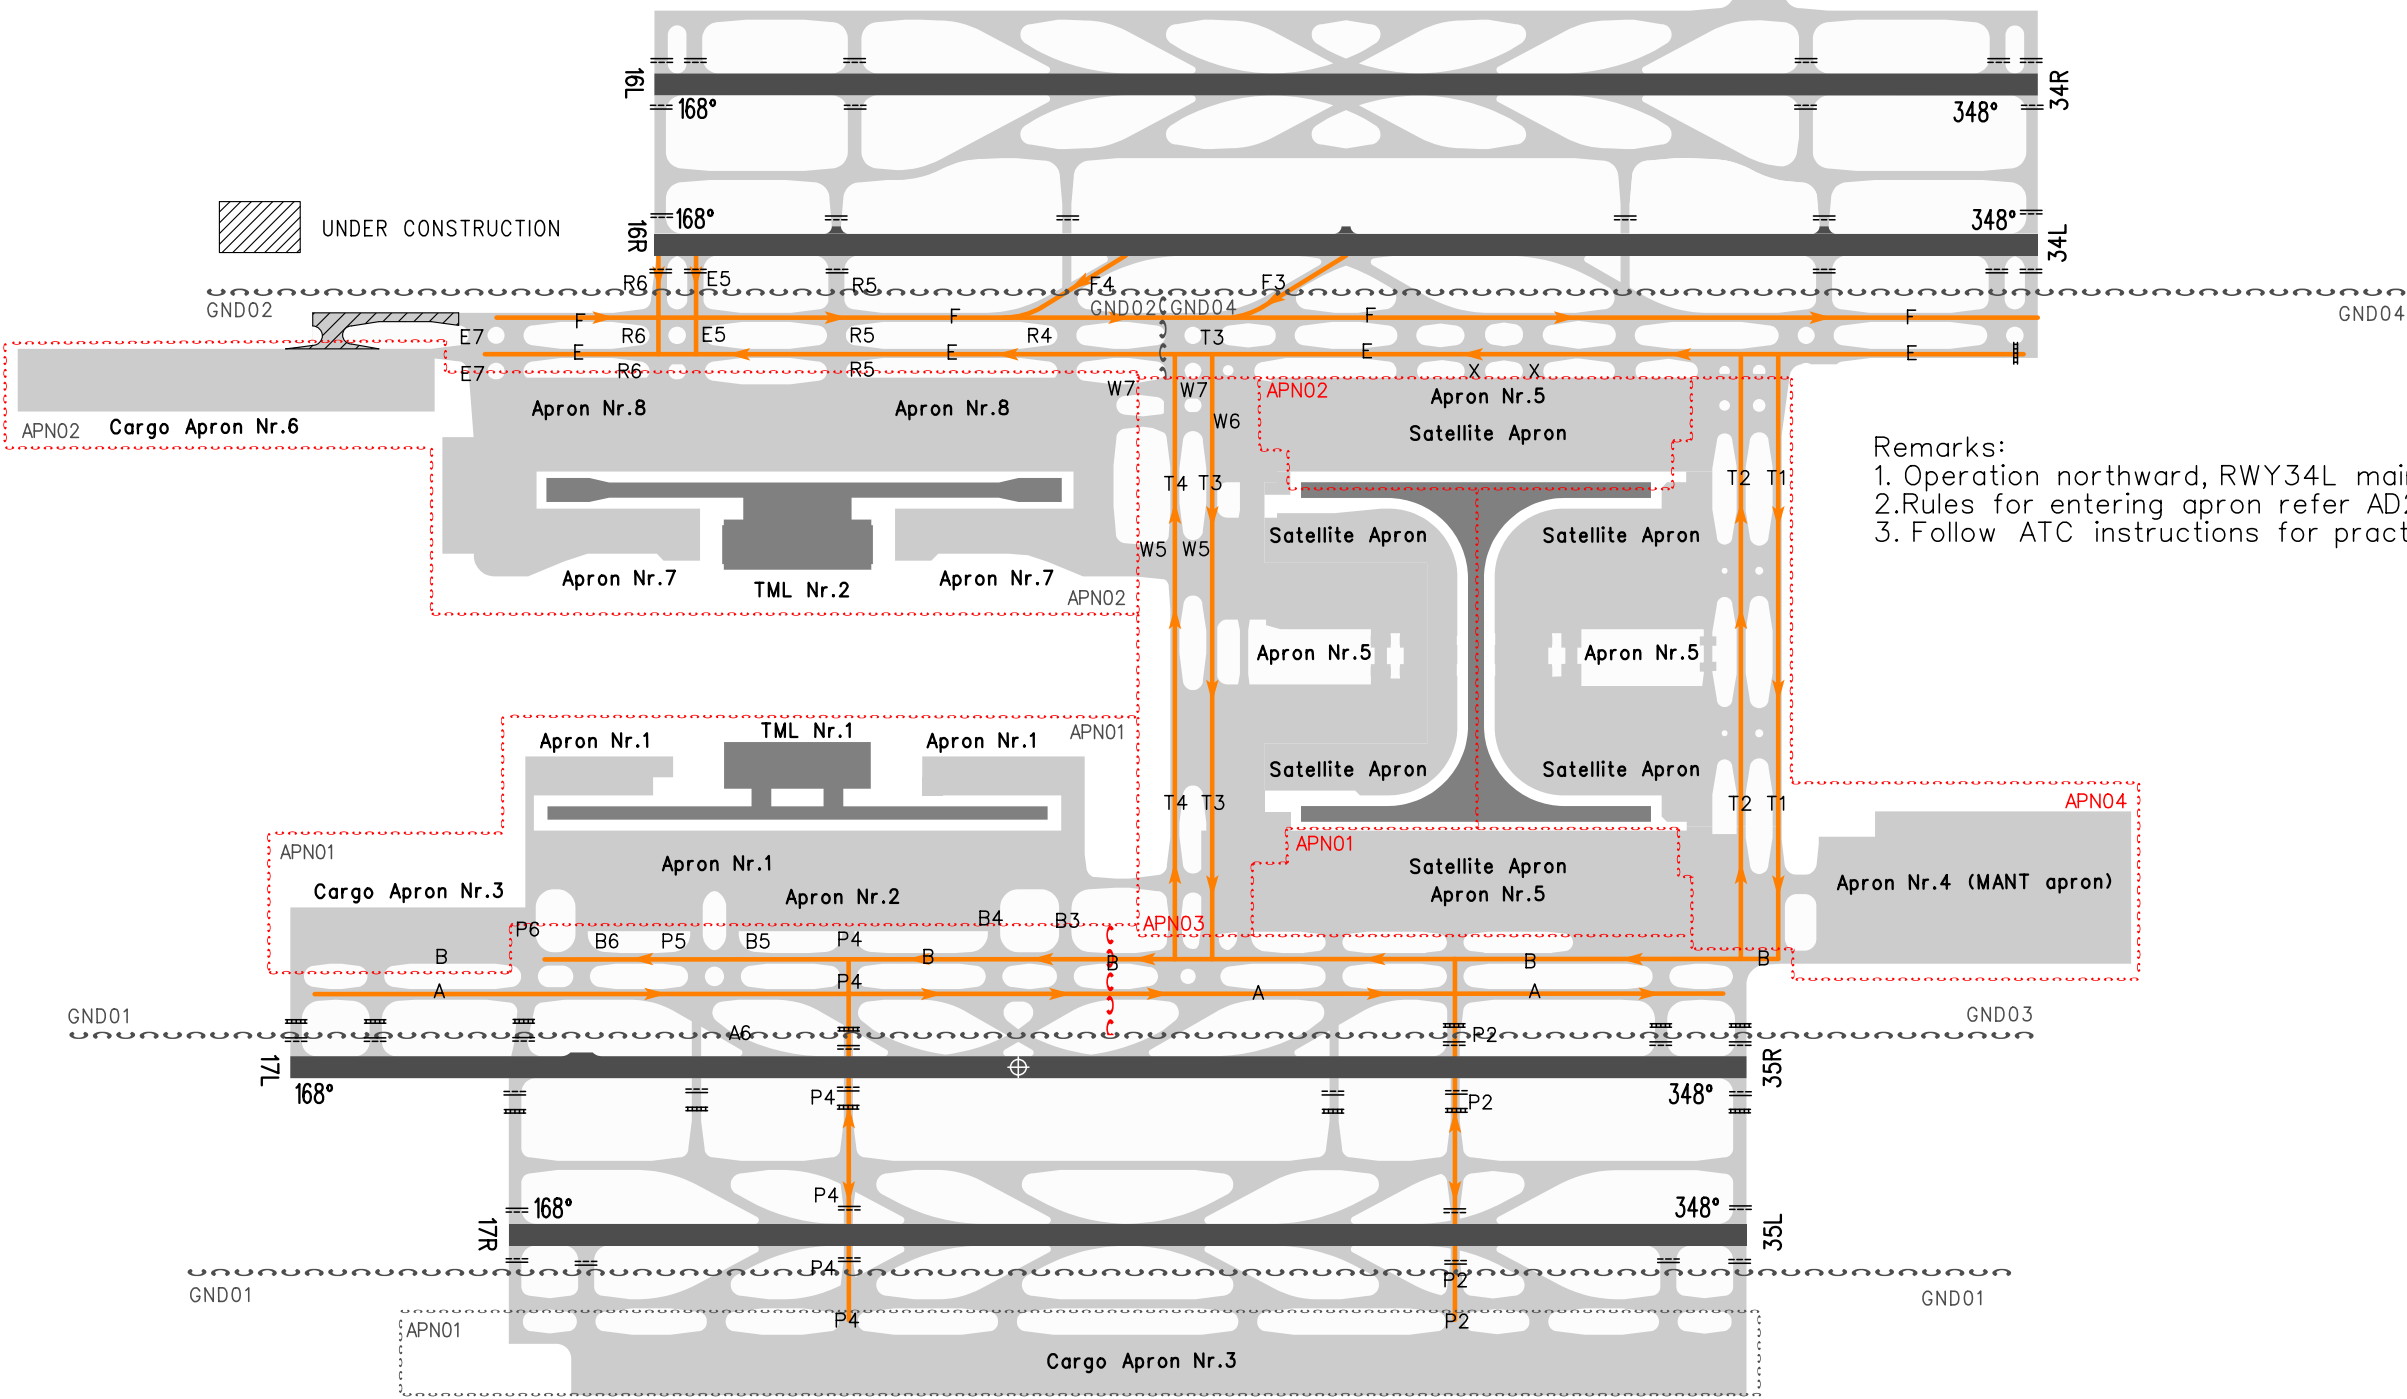 16L
168°
348°
34R
UNDER CONSTRUCTION
16R
168°
348°
34L
R6
E5
R5
F4
F3
GND02
GND02
GND04
GND04
F
F
F
F
E7
R6
E5
R5
R4
T3
E
E
E
E
E7
R6
R5
X
X
W7
W7
APN02
Apron Nr.8
Apron Nr.8
Apron Nr.5
W6
Satellite Apron
APN02
Cargo Apron Nr.6
Remarks:
1. Operation northward, RWY34L mai
2.Rules for entering apron refer AD2
3. Follow ATC instructions for pract
T4
T3
T2
T1
W5
W5
Satellite Apron
Satellite Apron
Apron Nr.7
TML Nr.2
Apron Nr.7
APN02
Apron Nr.5
Apron Nr.5
TML Nr.1
APN01
Apron Nr.1
Apron Nr.1
Satellite Apron
Satellite Apron
T4
T3
T2
T1
APN04
APN01
APN01
Apron Nr.1
Satellite Apron
Cargo Apron Nr.3
Apron Nr.2
Apron Nr.5
Apron Nr.4 (MANT apron)
B4
B3
APN03
P6
B6
P5
B5
P4
B
B
B
B
B
P4
A
A
A
GND01
GND03
A6
P2
17L
168°
P4
P2
348°
35R
P4
17R
168°
348°
35L
P4
P2
GND01
GND01
APN01
P4
P2
Cargo Apron Nr.3